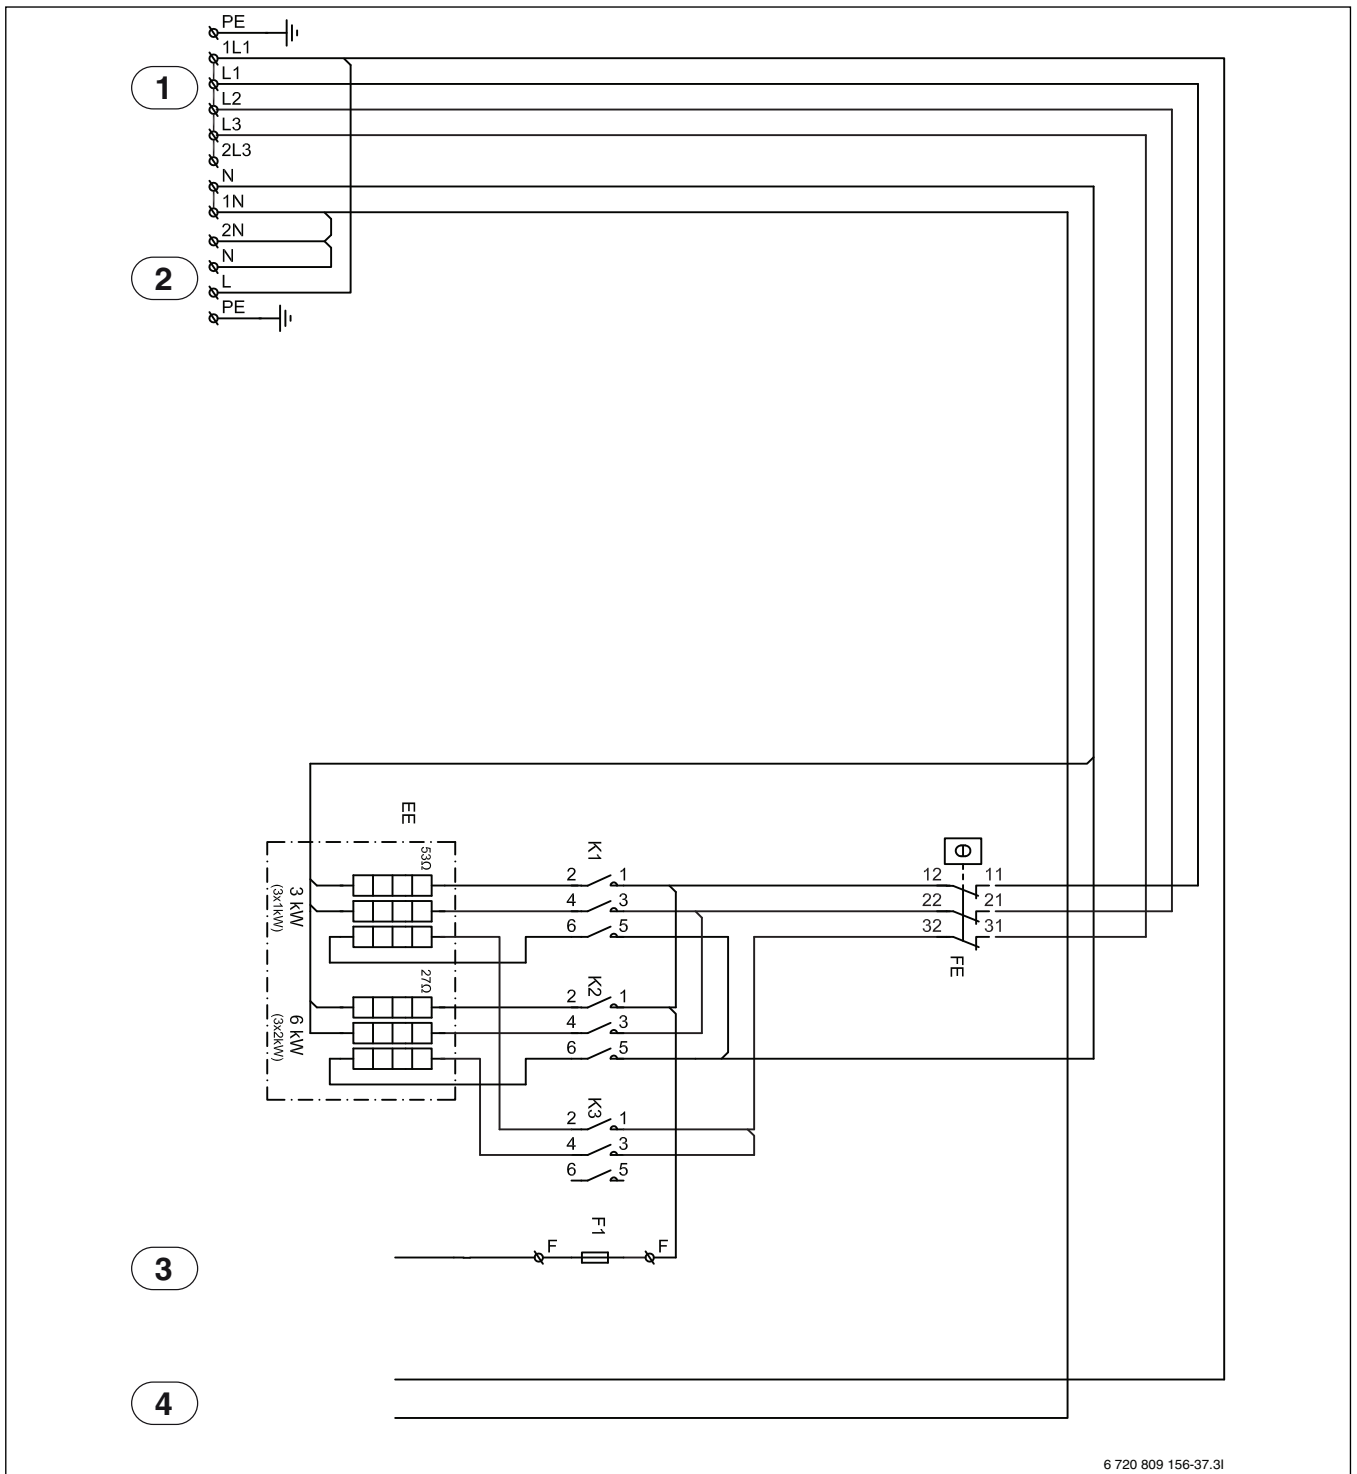 PE
1L1
1
L1
L2
L3
2L3
N
1N
2N
2
N
L
PE
EE
53Ω
3 kW
(3x1kW)
27Ω
6 kW
(3x2kW)
K1
2 1
4 3
6 5
K2
2 1
4 3
6 5
K3
2 1
4 3
6 5
θ
12 11
22 21
32 31
FE
F1
F F
3
4
6 720 809 156-37.3I